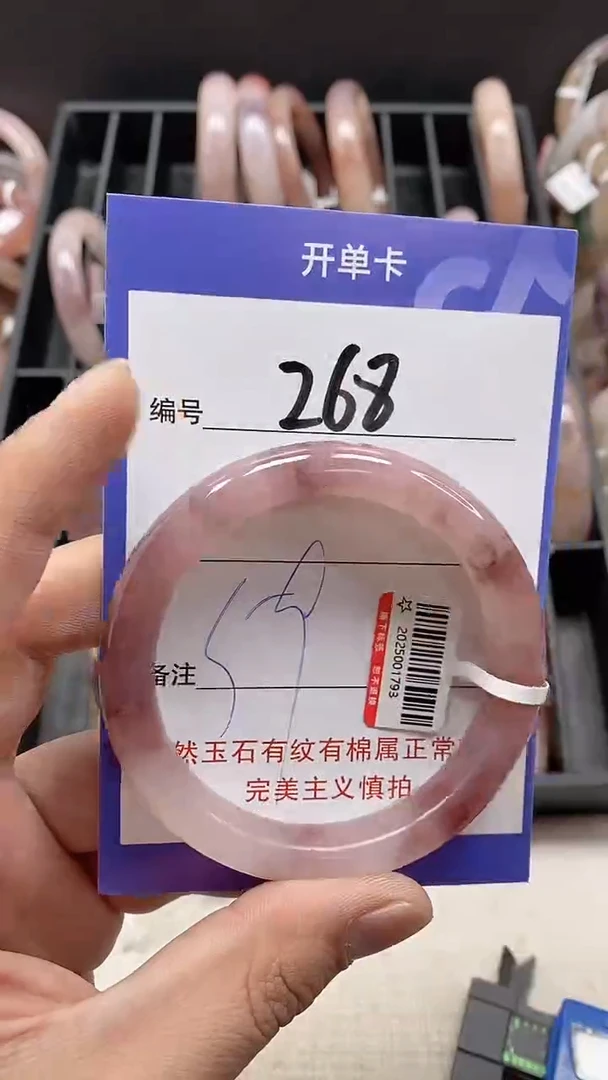 开单卡
编号 268
2025001793
备注
然玉石有纹有棉属正常
完美主义慎拍